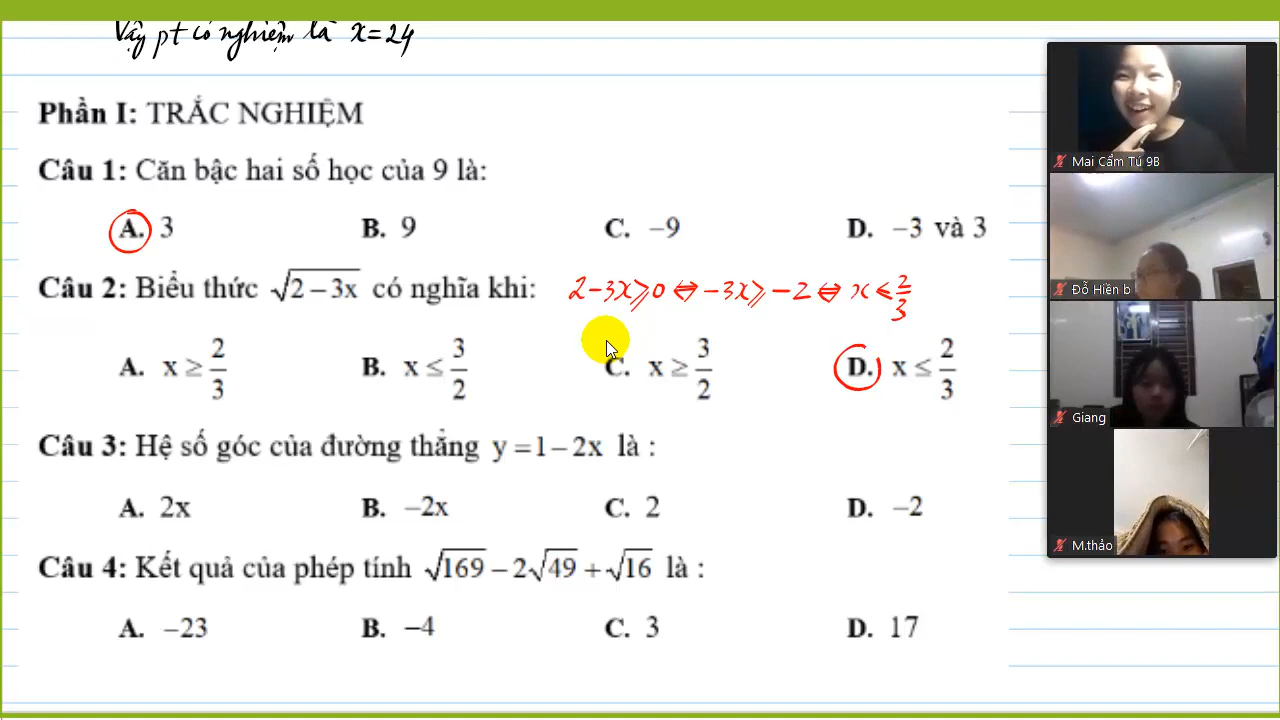 Vậy pt có nghiệm là x=24
Phần I: TRẮC NGHIỆM
Câu 1: Căn bậc hai số học của 9 là:
A. 3 B. 9 C. −9 D. −3 và 3
Câu 2: Biểu thức √(2−3x) có nghĩa khi: 2-3x⩾0 ⇔ -3x⩾-2 ⇔ x⩽2/3
A. x ≥ 2/3 B. x ≤ 3/2 C. x ≥ 3/2 D. x ≤ 2/3
Câu 3: Hệ số góc của đường thẳng y=1−2x là :
A. 2x B. −2x C. 2 D. −2
Câu 4: Kết quả của phép tính √169 − 2√49 + √16 là :
A. −23 B. −4 C. 3 D. 17
Mai Cẩm Tú 9B
Đỗ Hiền b
Giang
M.thảo